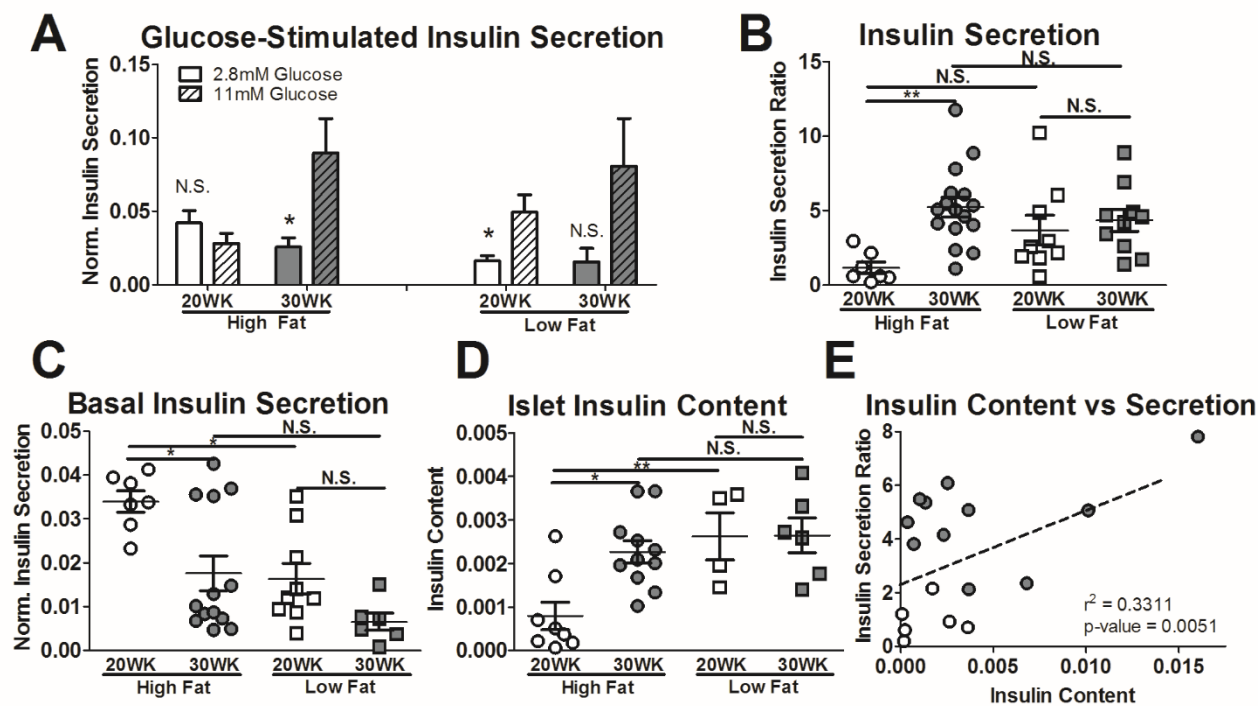 A
Glucose-Stimulated Insulin Secretion
Norm. Insulin Secretion
0.15
0.10
0.05
0.00
2.8mM Glucose
11mM Glucose
N.S.
*
*
N.S.
20WK 30WK 20WK 30WK
High Fat Low Fat
B
Insulin Secretion
Insulin Secretion Ratio
15
10
5
0
N.S.
N.S.
**
N.S.
20WK 30WK 20WK 30WK
High Fat Low Fat
C
Basal Insulin Secretion
Norm. Insulin Secretion
0.05
0.04
0.03
0.02
0.01
0.00
N.S.
*
*
N.S.
20WK 30WK 20WK 30WK
High Fat Low Fat
D
Islet Insulin Content
Insulin Content
0.005
0.004
0.003
0.002
0.001
0.000
N.S.
N.S.
**
*
20WK 30WK 20WK 30WK
High Fat Low Fat
E
Insulin Content vs Secretion
Insulin Secretion Ratio
8
6
4
2
0
r² = 0.3311
p-value = 0.0051
0.000 0.005 0.010 0.015
Insulin Content